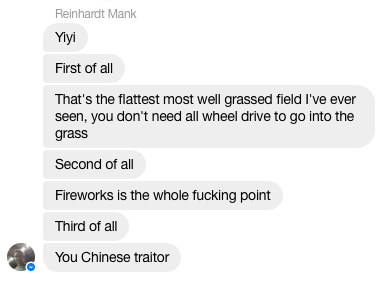 Reinhardt Mank
Yiyi
First of all
That's the flattest most well grassed field I've ever
seen, you don't need all wheel drive to go into the
grass
Second of all
Fireworks is the whole fucking point
Third of all
You Chinese traitor